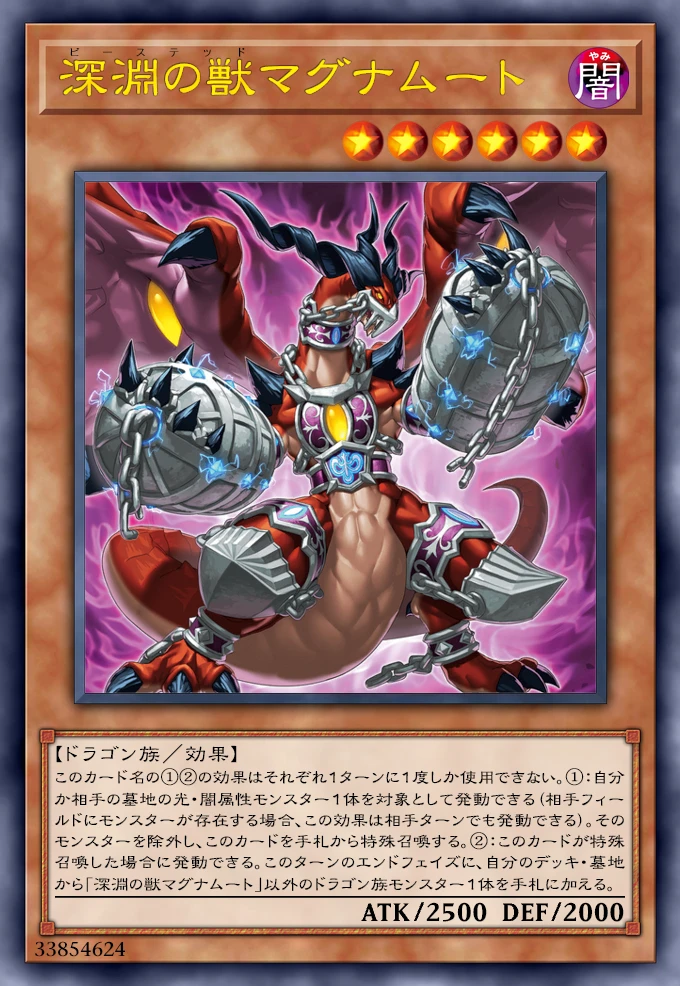 ビーステッド
深淵の獣マグナムート
やみ
闇
【ドラゴン族／効果】
このカード名の①②の効果はそれぞれ1ターンに1度しか使用できない。①：自分
か相手の墓地の光・闇属性モンスター1体を対象として発動できる（相手フィー
ルドにモンスターが存在する場合、この効果は相手ターンでも発動できる）。その
モンスターを除外し、このカードを手札から特殊召喚する。②：このカードが特殊
召喚した場合に発動できる。このターンのエンドフェイズに、自分のデッキ・墓地
から「深淵の獣マグナムート」以外のドラゴン族モンスター1体を手札に加える。
ATK/2500 DEF/2000
33854624